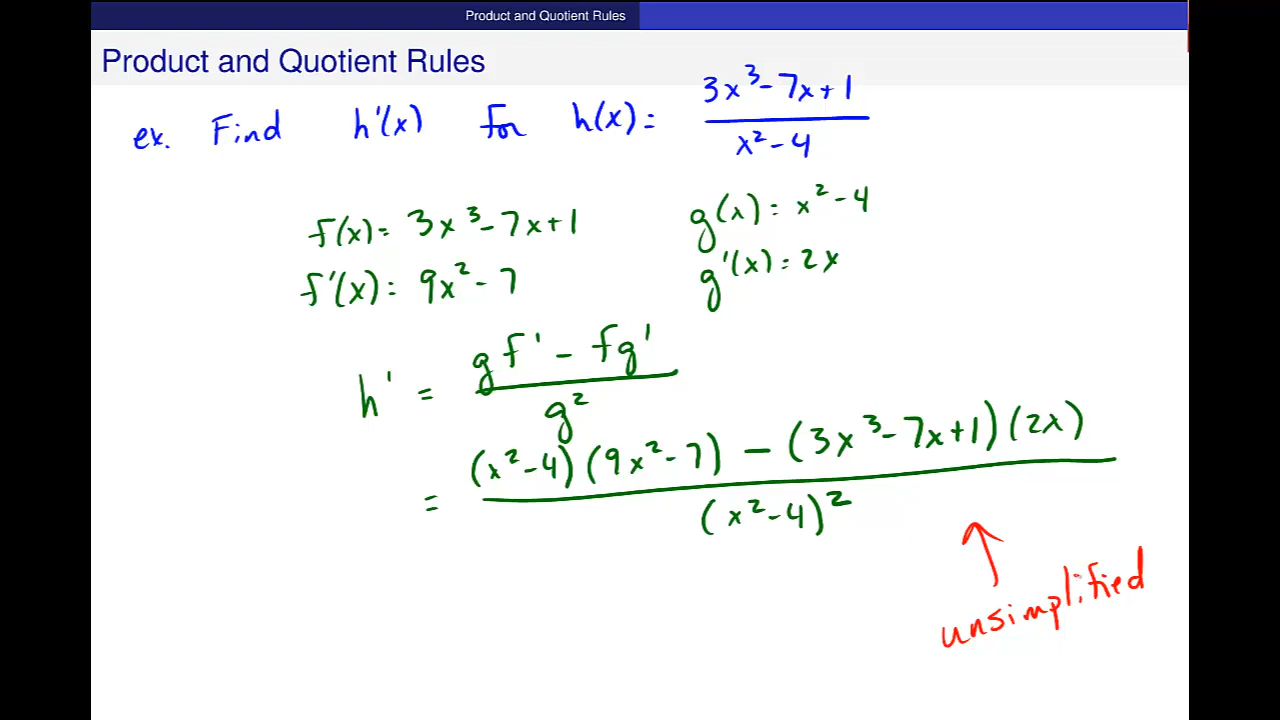 Product and Quotient Rules
Product and Quotient Rules
ex. Find h'(x) for h(x) = (3x³ - 7x + 1) / (x² - 4)
f(x) = 3x³ - 7x + 1 g(x) = x² - 4
f'(x) = 9x² - 7 g'(x) = 2x
h' = (gf' - fg') / g²
= ((x² - 4)(9x² - 7) - (3x³ - 7x + 1)(2x)) / (x² - 4)²
unsimplified